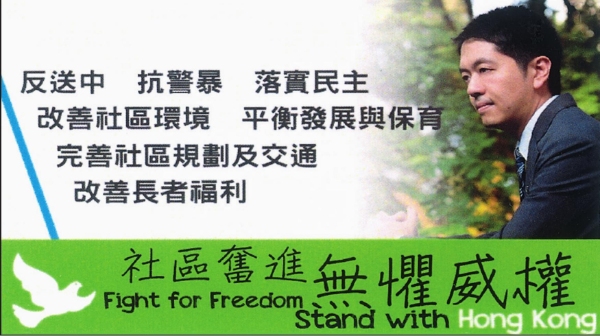 反送中　抗警暴　落實民主
改善社區環境　平衡發展與保育
完善社區規劃及交通
改善長者福利
社區奮進 無懼威權
Fight for Freedom
Stand with Hong Kong